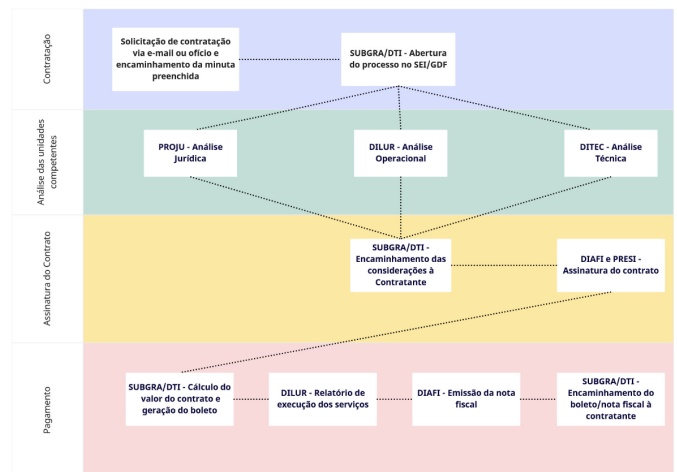 Contratação
Solicitação de contratação
via e-mail ou ofício e
encaminhamento da minuta
preenchida
SUBGRA/DTI - Abertura
do processo no SEI/GDF
Análise das unidades
competentes
PROJU - Análise
Jurídica
DILUR - Análise
Operacional
DITEC - Análise
Técnica
Assinatura do Contrato
SUBGRA/DTI -
Encaminhamento das
considerações à
Contratante
DIAFI e PRESI -
Assinatura do contrato
Pagamento
SUBGRA/DTI - Cálculo do
valor do contrato e
geração do boleto
DILUR - Relatório de
execução dos serviços
DIAFI - Emissão da nota
fiscal
SUBGRA/DTI -
Encaminhamento do
boleto/nota fiscal à
contratante